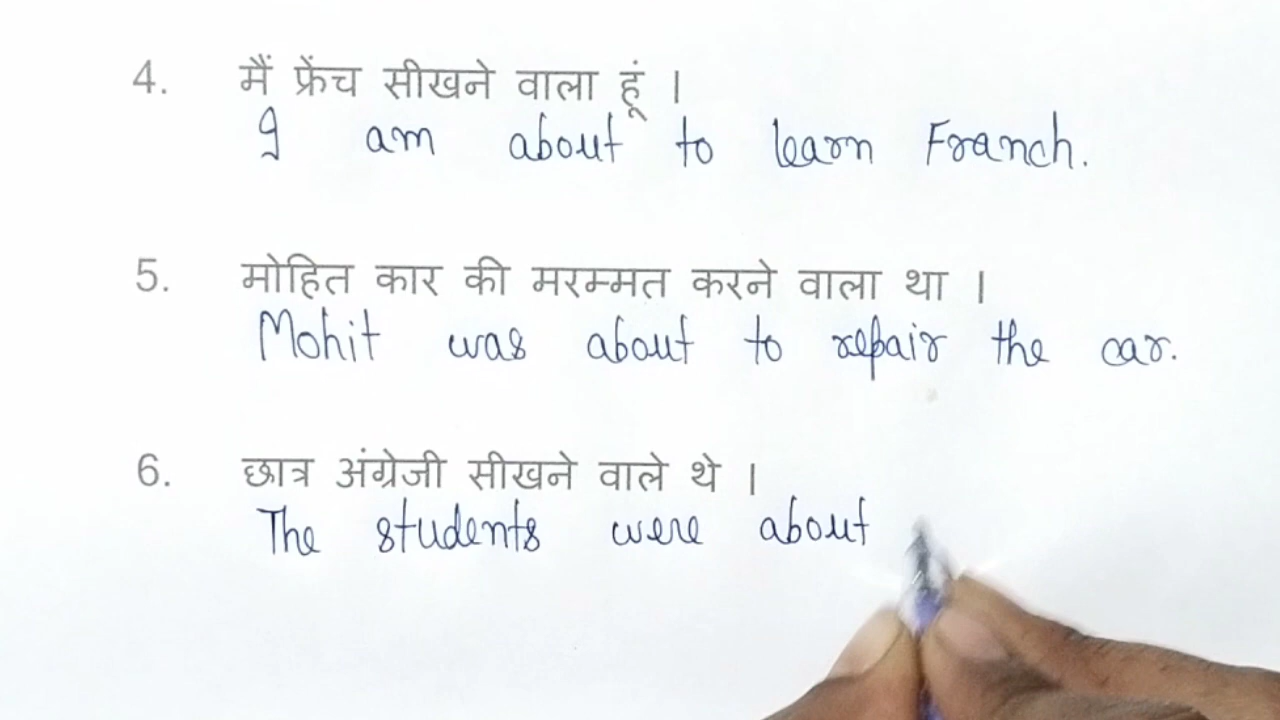 4. मैं फ्रेंच सीखने वाला हूं ।
I am about to learn Franch.
5. मोहित कार की मरम्मत करने वाला था ।
Mohit was about to repair the car.
6. छात्र अंग्रेजी सीखने वाले थे ।
The students were about